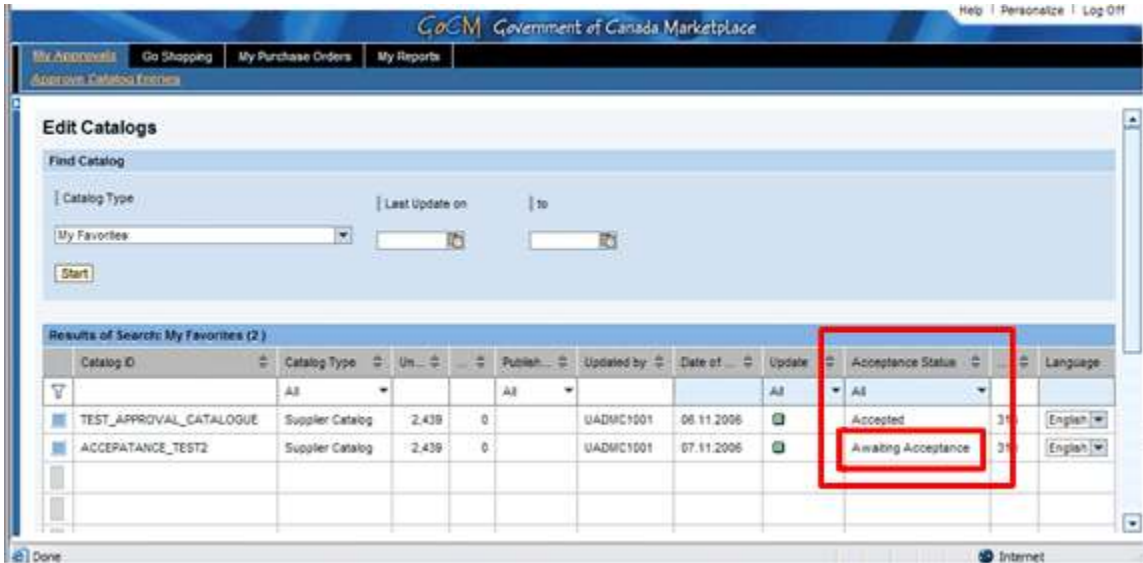 Help | Personalize | Log Off
GoCM Government of Canada Marketplace
My Approvals Go Shopping My Purchase Orders My Reports
Approve Catalog Entries
Edit Catalogs
Find Catalog
Catalog Type Last Update on to
My Favorites
Start
Results of Search: My Favorites (2 )
Catalog ID Catalog Type Un... ... Publish... Updated by Date of ... Update Acceptance Status ... Language
All All All All
TEST_APPROVAL_CATALOGUE Supplier Catalog 2,439 0 UADMC1001 06.11.2006 Accepted English
ACCEPATANCE_TEST2 Supplier Catalog 2,439 0 UADMC1001 07.11.2006 Awaiting Acceptance English
Done Internet